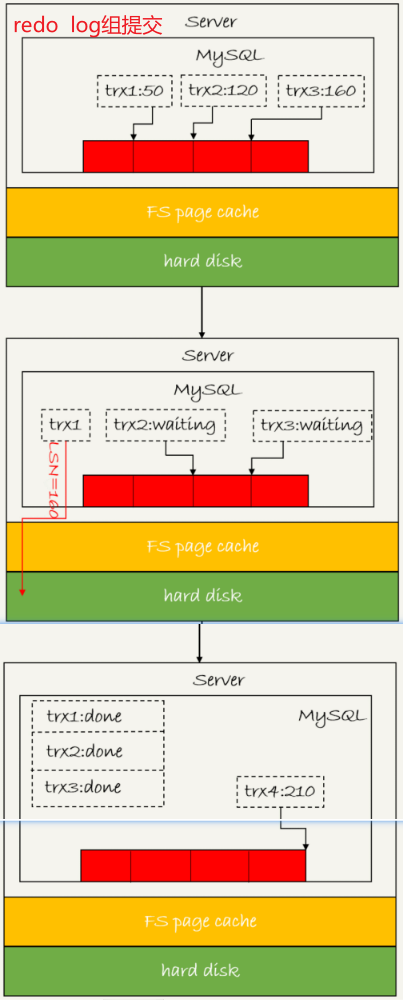 Server
redo log组提交
MySQL
trx1:50 trx2:120 trx3:160
FS page cache
hard disk
Server
MySQL
trx1 trx2:waiting trx3:waiting
LSN=160
FS page cache
hard disk
Server
trx1:done MySQL
trx2:done
trx3:done
trx4:210
FS page cache
hard disk